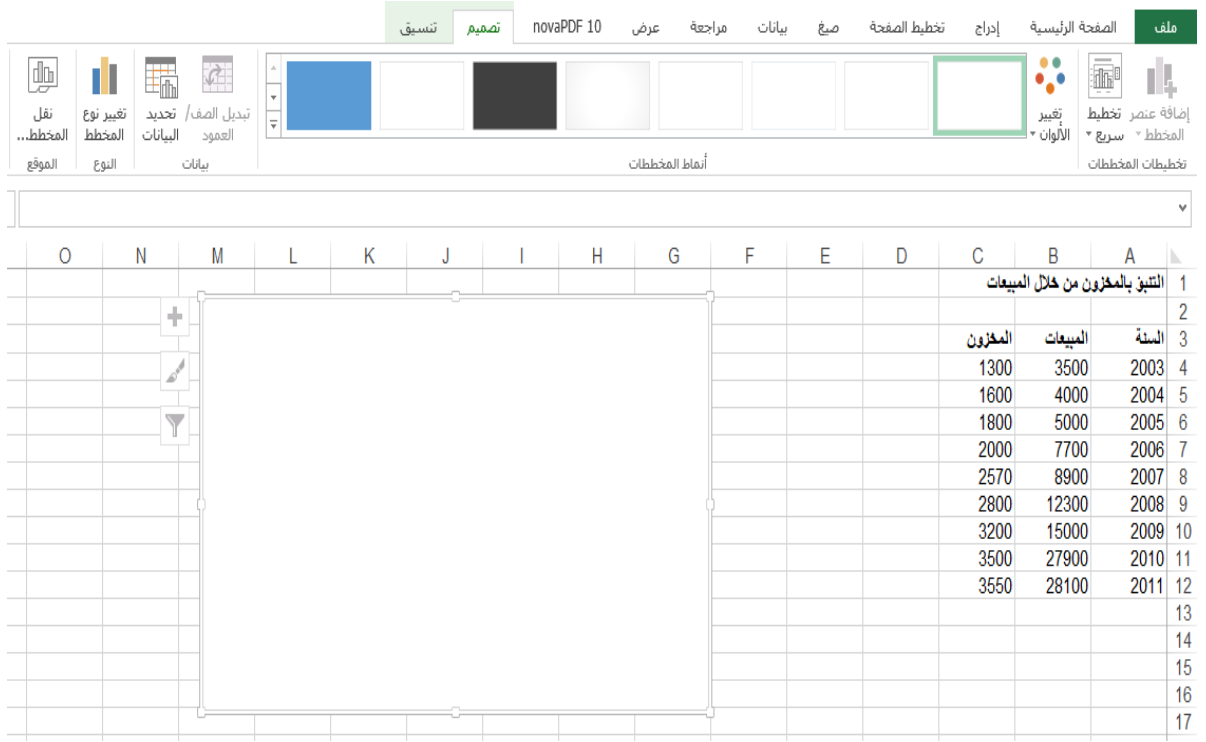 ملف الصفحة الرئيسية إدراج تخطيط الصفحة صيغ بيانات مراجعة عرض novaPDF 10 تصميم تنسيق
إضافة عنصر المخطط
تخطيط سريع
تخطيطات المخططات
تغيير الألوان
أنماط المخططات
تبديل الصف/ العمود
تحديد البيانات
بيانات
تغيير نوع المخطط
النوع
نقل المخطط...
الموقع
A B C D E F G H I J K L M N O
1 التنبؤ بالمخزون من خلال المبيعات
2
3 السنة المبيعات المخزون
4 2003 3500 1300
5 2004 4000 1600
6 2005 5000 1800
7 2006 7700 2000
8 2007 8900 2570
9 2008 12300 2800
10 2009 15000 3200
11 2010 27900 3500
12 2011 28100 3550
13
14
15
16
17